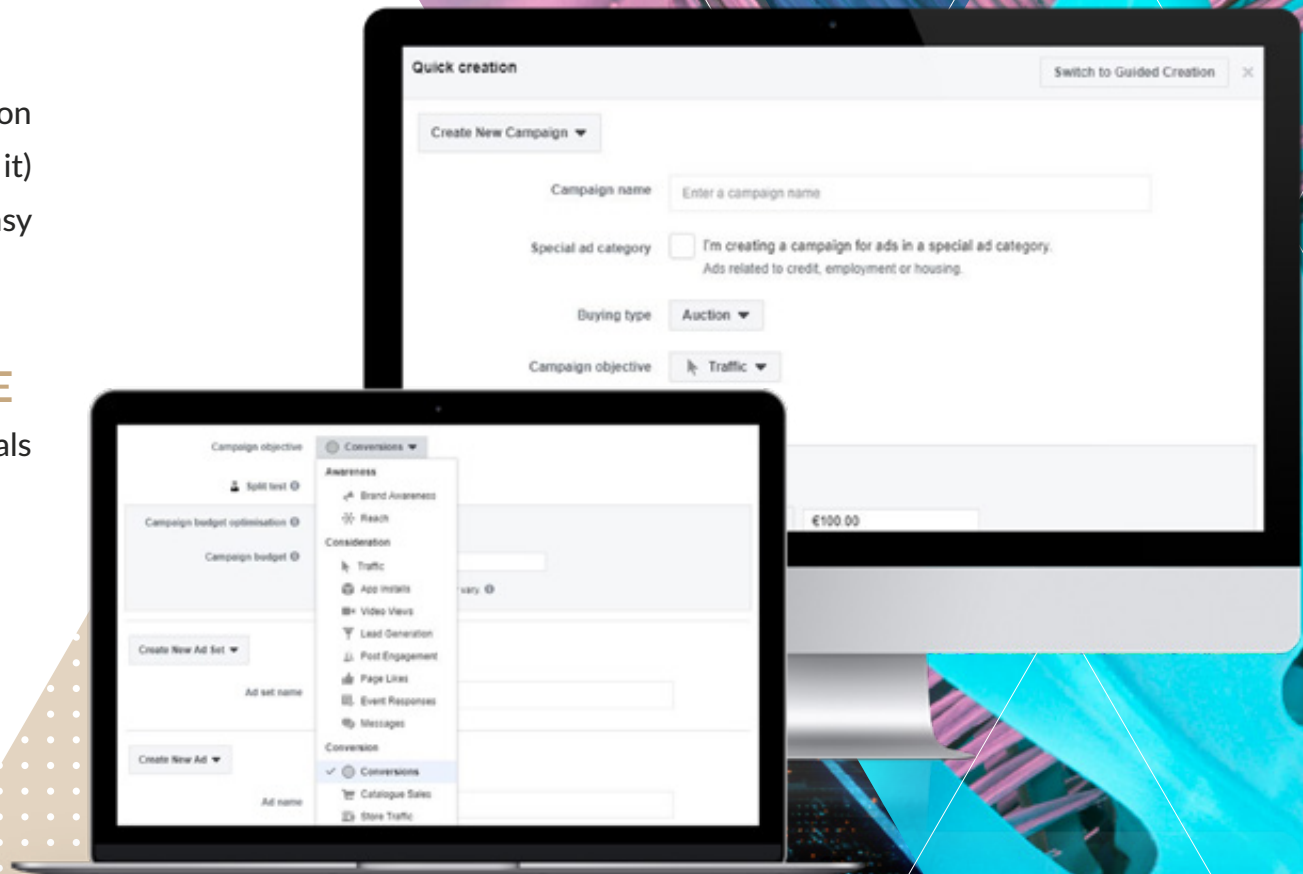 on
it)
asy
E
als
Quick creation
Switch to Guided Creation
Create New Campaign
Campaign name
Enter a campaign name
Special ad category
I'm creating a campaign for ads in a special ad category.
Ads related to credit, employment or housing.
Buying type
Auction
Campaign objective
Traffic
€100.00
Campaign objective
Conversions
Split test
Campaign budget optimisation
Campaign budget
vary
Create New Ad Set
Ad set name
Create New Ad
Ad name
Awareness
Brand Awareness
Reach
Consideration
Traffic
App Installs
Video Views
Lead Generation
Post Engagement
Page Likes
Event Responses
Messages
Conversion
Conversions
Catalogue Sales
Store Traffic